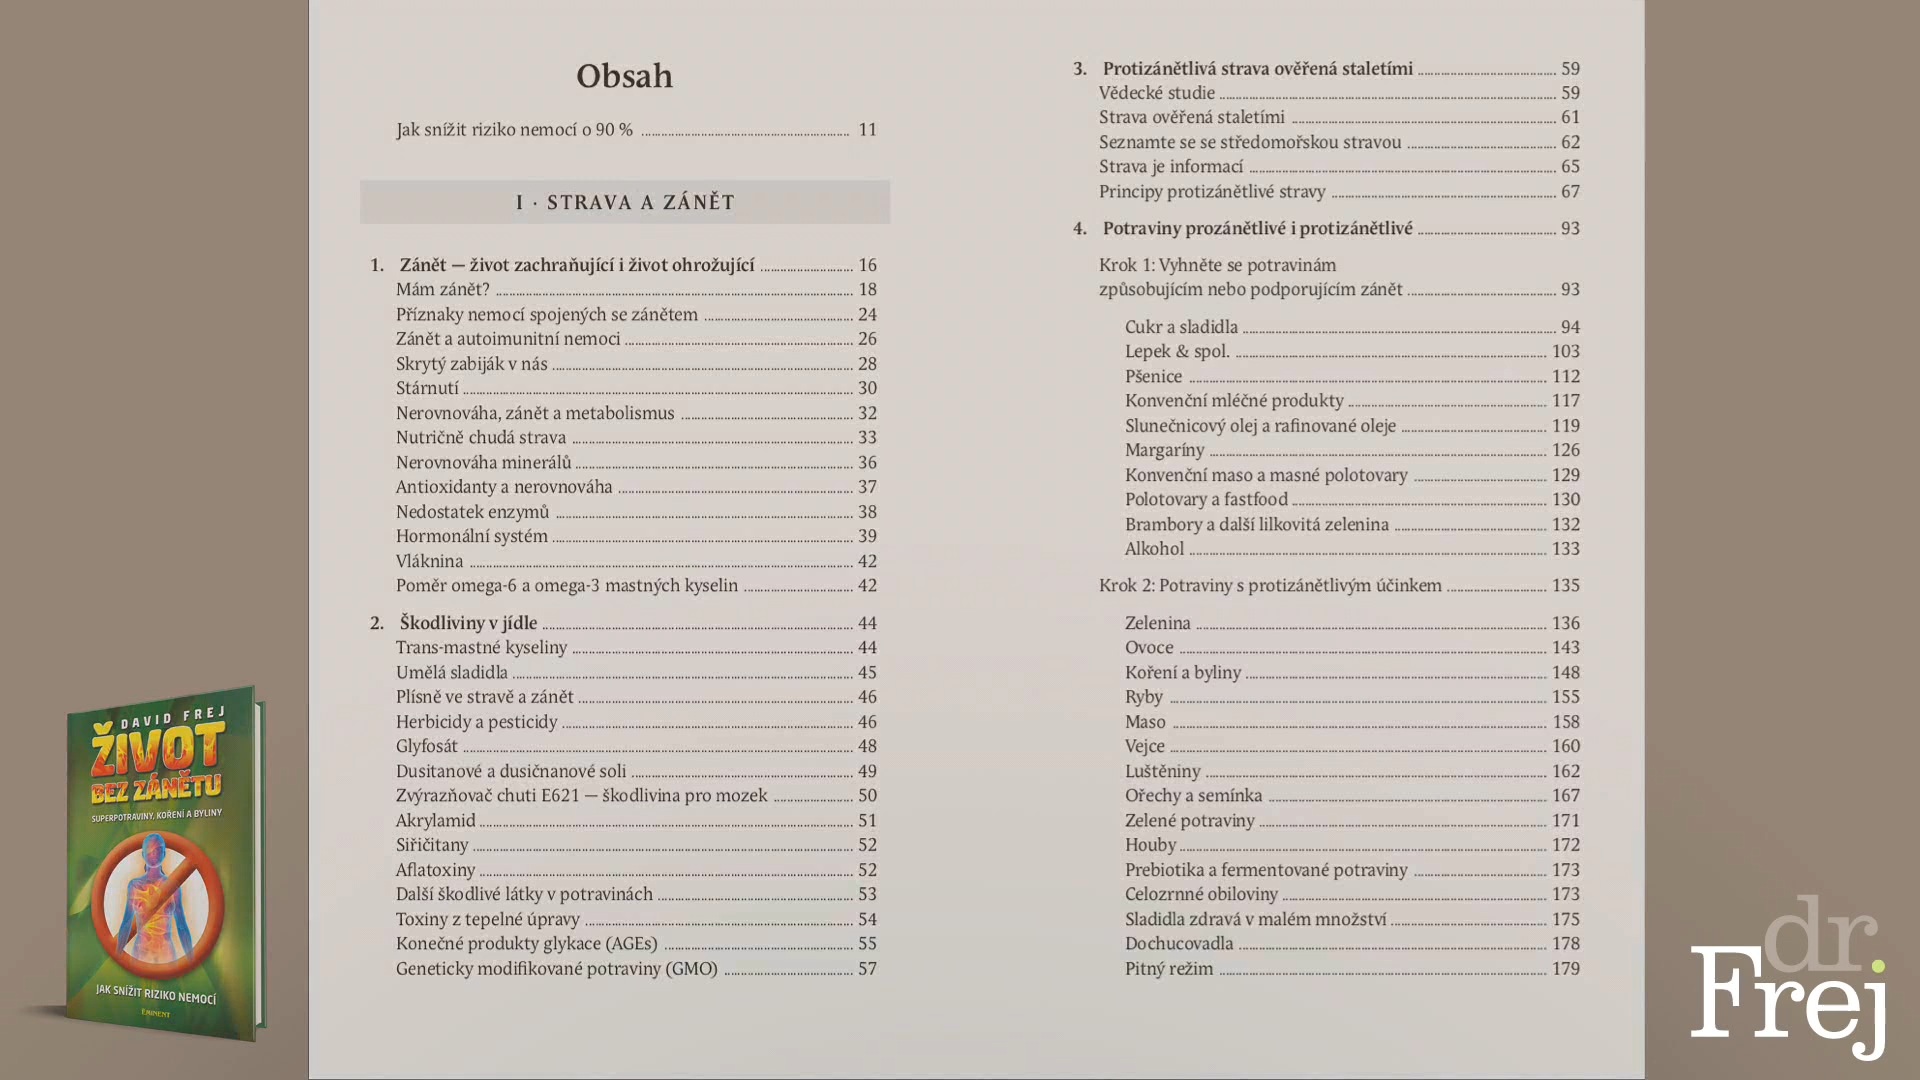 Obsah
Jak snížit riziko nemocí o 90 % 11
I · STRAVA A ZÁNĚT
1. Zánět — život zachraňující i život ohrožující 16
Mám zánět? 18
Příznaky nemocí spojených se zánětem 24
Zánět a autoimunitní nemoci 26
Skrytý zabiják v nás 28
Stárnutí 30
Nerovnováha, zánět a metabolismus 32
Nutričně chudá strava 33
Nerovnováha minerálů 36
Antioxidanty a nerovnováha 37
Nedostatek enzymů 38
Hormonální systém 39
Vláknina 42
Poměr omega-6 a omega-3 mastných kyselin 42
2. Škodliviny v jídle 44
Trans-mastné kyseliny 44
Umělá sladidla 45
Plísně ve stravě a zánět 46
Herbicidy a pesticidy 46
Glyfosát 48
Dusitanové a dusičnanové soli 49
Zvýrazňovač chuti E621 — škodlivina pro mozek 50
Akrylamid 51
Siřičitany 52
Aflatoxiny 52
Další škodlivé látky v potravinách 53
Toxiny z tepelné úpravy 54
Konečné produkty glykace (AGEs) 55
Geneticky modifikované potraviny (GMO) 57
3. Protizánětlivá strava ověřená staletími 59
Vědecké studie 59
Strava ověřená staletími 61
Seznamte se se středomořskou stravou 62
Strava je informací 65
Principy protizánětlivé stravy 67
4. Potraviny prozánětlivé i protizánětlivé 93
Krok 1: Vyhněte se potravinám
způsobujícím nebo podporujícím zánět 93
Cukr a sladidla 94
Lepek & spol. 103
Pšenice 112
Konvenční mléčné produkty 117
Slunečnicový olej a rafinované oleje 119
Margaríny 126
Konvenční maso a masné polotovary 129
Polotovary a fastfood 130
Brambory a další lilkovitá zelenina 132
Alkohol 133
Krok 2: Potraviny s protizánětlivým účinkem 135
Zelenina 136
Ovoce 143
Koření a byliny 148
Ryby 155
Maso 158
Vejce 160
Luštěniny 162
Ořechy a semínka 167
Zelené potraviny 171
Houby 172
Prebiotika a fermentované potraviny 173
Celozrnné obiloviny 173
Sladidla zdravá v malém množství 175
Dochucovadla 178
Pitný režim 179
DAVID FREJ
ŽIVOT
BEZ ZÁNĚTU
SUPERPOTRAVINY, KOŘENÍ A BYLINY
JAK SNÍŽIT RIZIKO NEMOCÍ
EMINENT
dr.
Frej